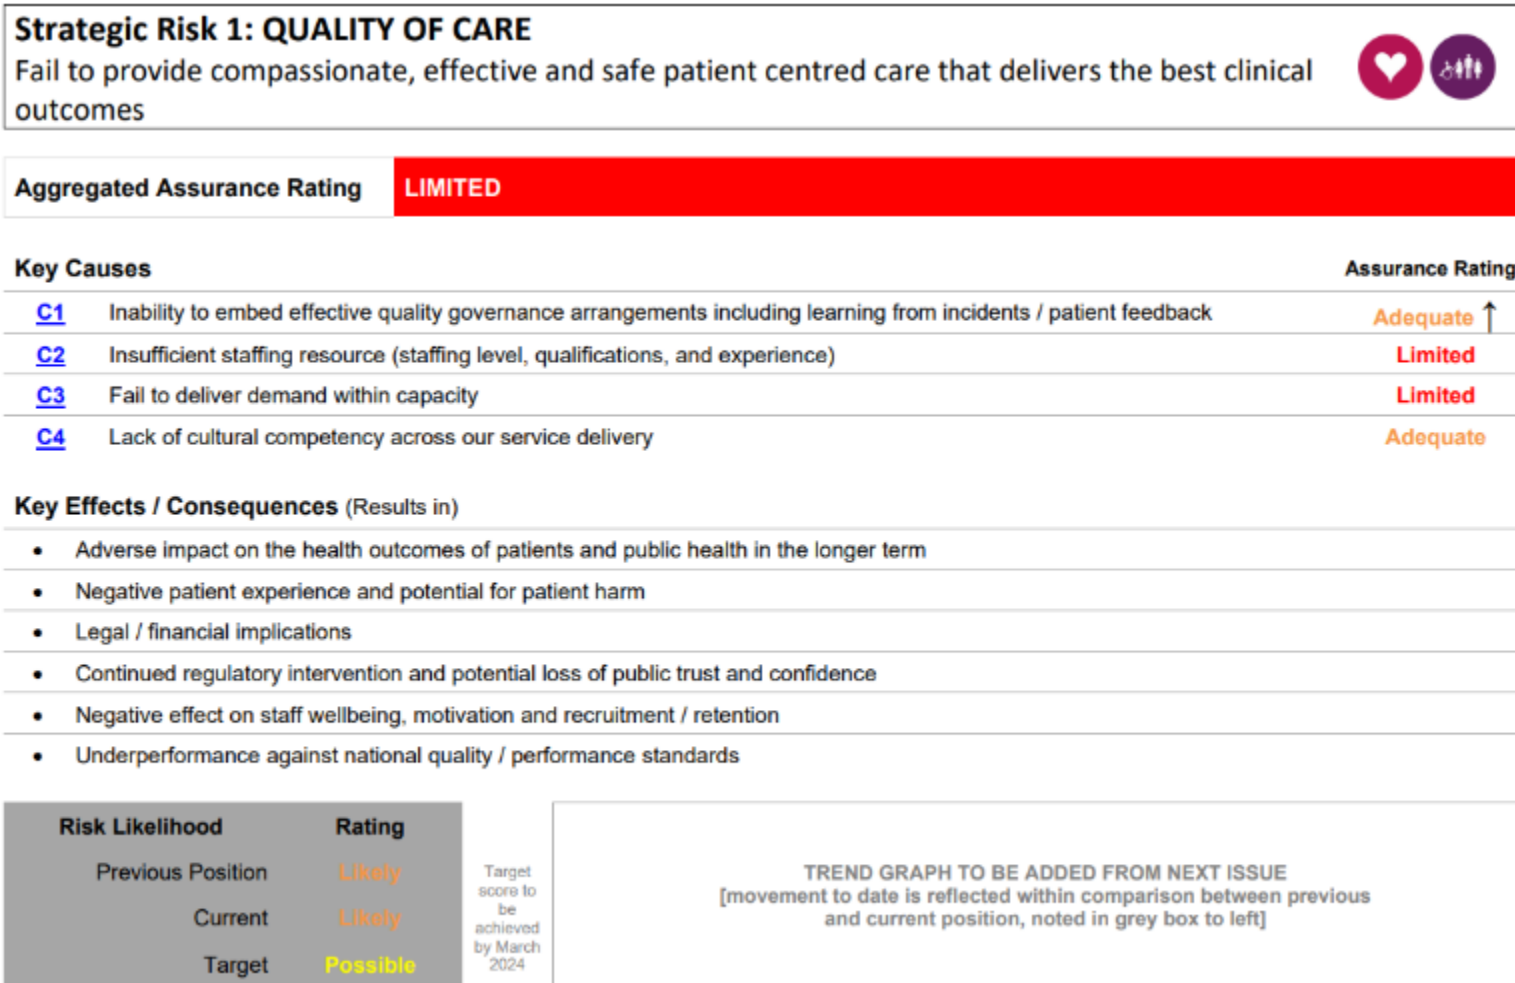 Strategic Risk 1: QUALITY OF CARE
Fail to provide compassionate, effective and safe patient centred care that delivers the best clinical
outcomes
Aggregated Assurance Rating LIMITED
Key Causes Assurance Rating
C1 Inability to embed effective quality governance arrangements including learning from incidents / patient feedback Adequate ↑
C2 Insufficient staffing resource (staffing level, qualifications, and experience) Limited
C3 Fail to deliver demand within capacity Limited
C4 Lack of cultural competency across our service delivery Adequate
Key Effects / Consequences (Results in)
• Adverse impact on the health outcomes of patients and public health in the longer term
• Negative patient experience and potential for patient harm
• Legal / financial implications
• Continued regulatory intervention and potential loss of public trust and confidence
• Negative effect on staff wellbeing, motivation and recruitment / retention
• Underperformance against national quality / performance standards
Risk Likelihood Rating
Previous Position Likely
Current Likely
Target Possible
Target
score to
be
achieved
by March
2024
TREND GRAPH TO BE ADDED FROM NEXT ISSUE
[movement to date is reflected within comparison between previous
and current position, noted in grey box to left]